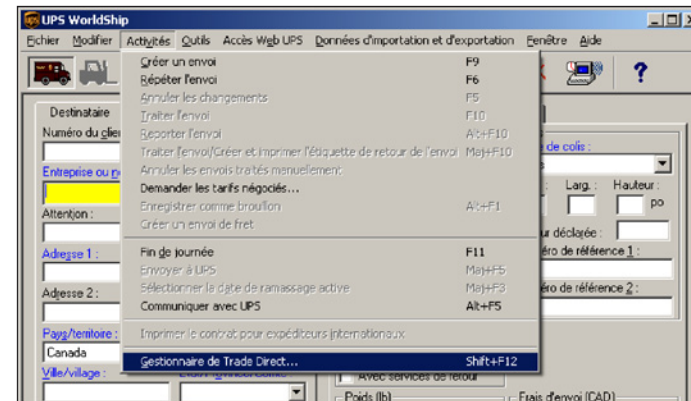 UPS WorldShip
Echier Modifier Activités Outils Accès Web UPS Données d'importation et d'exportation Fenêtre Aide
Créer un envoi F9
Répéter l'envoi F6
Annuler les changements F5
Traiter l'envoi F10
Reporter l'envoi Alt+F10
Traiter l'envoi/Créer et imprimer l'étiquette de retour de l'envoi Maj+F10
Annuler les envois traités manuellement
Demander les tarifs négociés...
Enregistrer comme brouillon Alt+F1
Créer un envoi de fret
Fin de journée F11
Envoyer à UPS Maj+F5
Sélectionner la date de ramassage active Maj+F3
Communiquer avec UPS Alt+F5
Imprimer le contrat pour expéditeurs internationaux
Gestionnaire de Trade Direct... Shift+F12
Destinataire
Numéro du
de colis :
Entreprise ou
Larg. : Hauteur :
po
Attention :
déclarée :
Adresse 1 :
de référence 1 :
Adresse 2 :
de référence 2 :
Pays/territoire :
Canada
Ville/village :
Avec services de retour
Poids (lb)
Frais d'envoi (CAD)